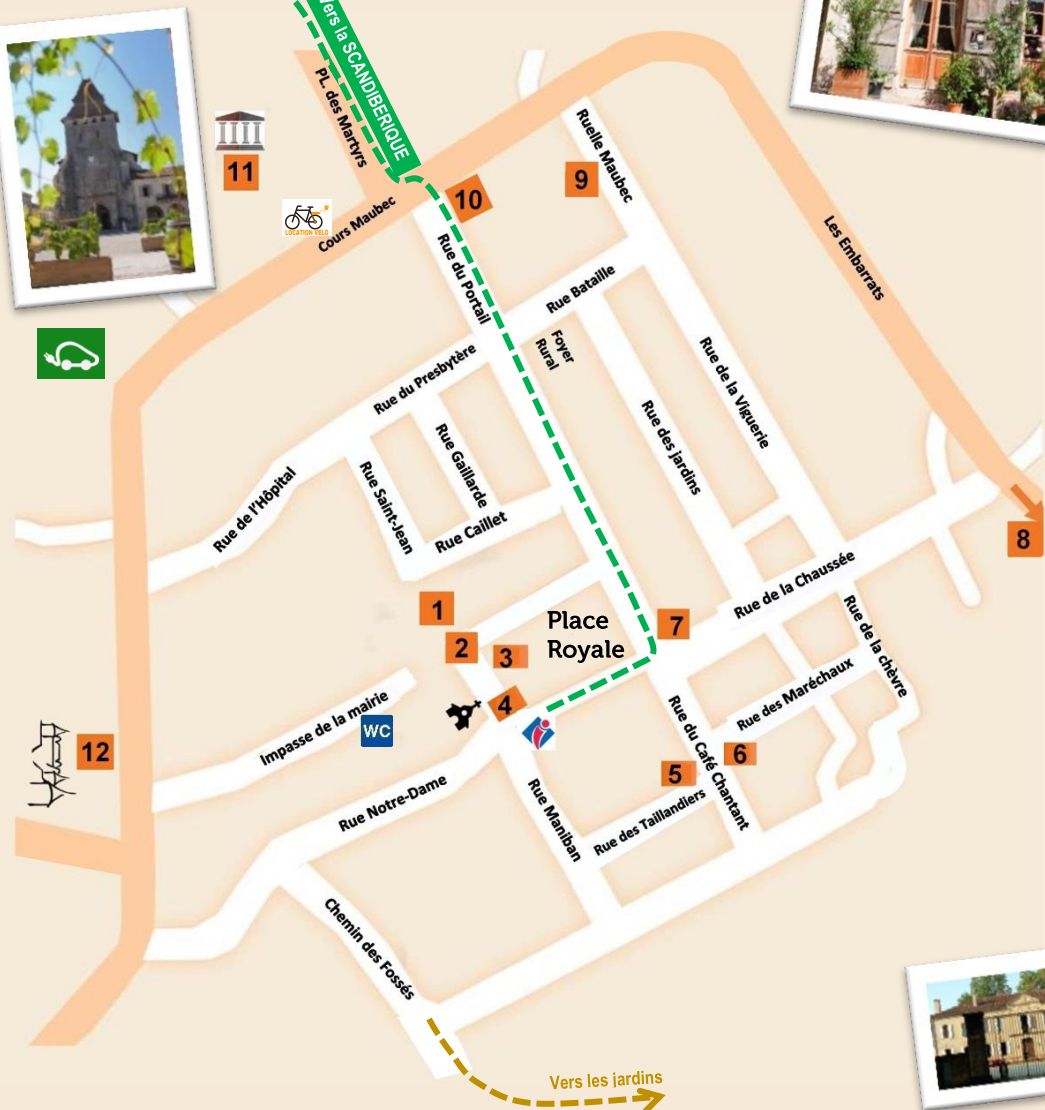 Vers la SCANDIBERIQUE
PL. des Martyrs
11
9
Ruelle Maubec
10
LOCATION VELO
Cours Maubec
Les Embarrats
Rue du Portail
Rue Bataille
Foyer
Rural
Rue du Presbytère
Rue de la Viguerie
Rue Gaillarde
Rue des jardins
Rue de l'Hôpital
Rue Saint-Jean
Rue Caillet
8
Rue de la Chaussée
1
Place
Royale
7
2
3
Rue de la chèvre
4
Rue des Maréchaux
Impasse de la mairie
WC
12
Rue du Café Chantant
6
5
Rue Notre-Dame
Rue Maniban
Rue des Taillandiers
Chemin des Fossés
Vers les jardins